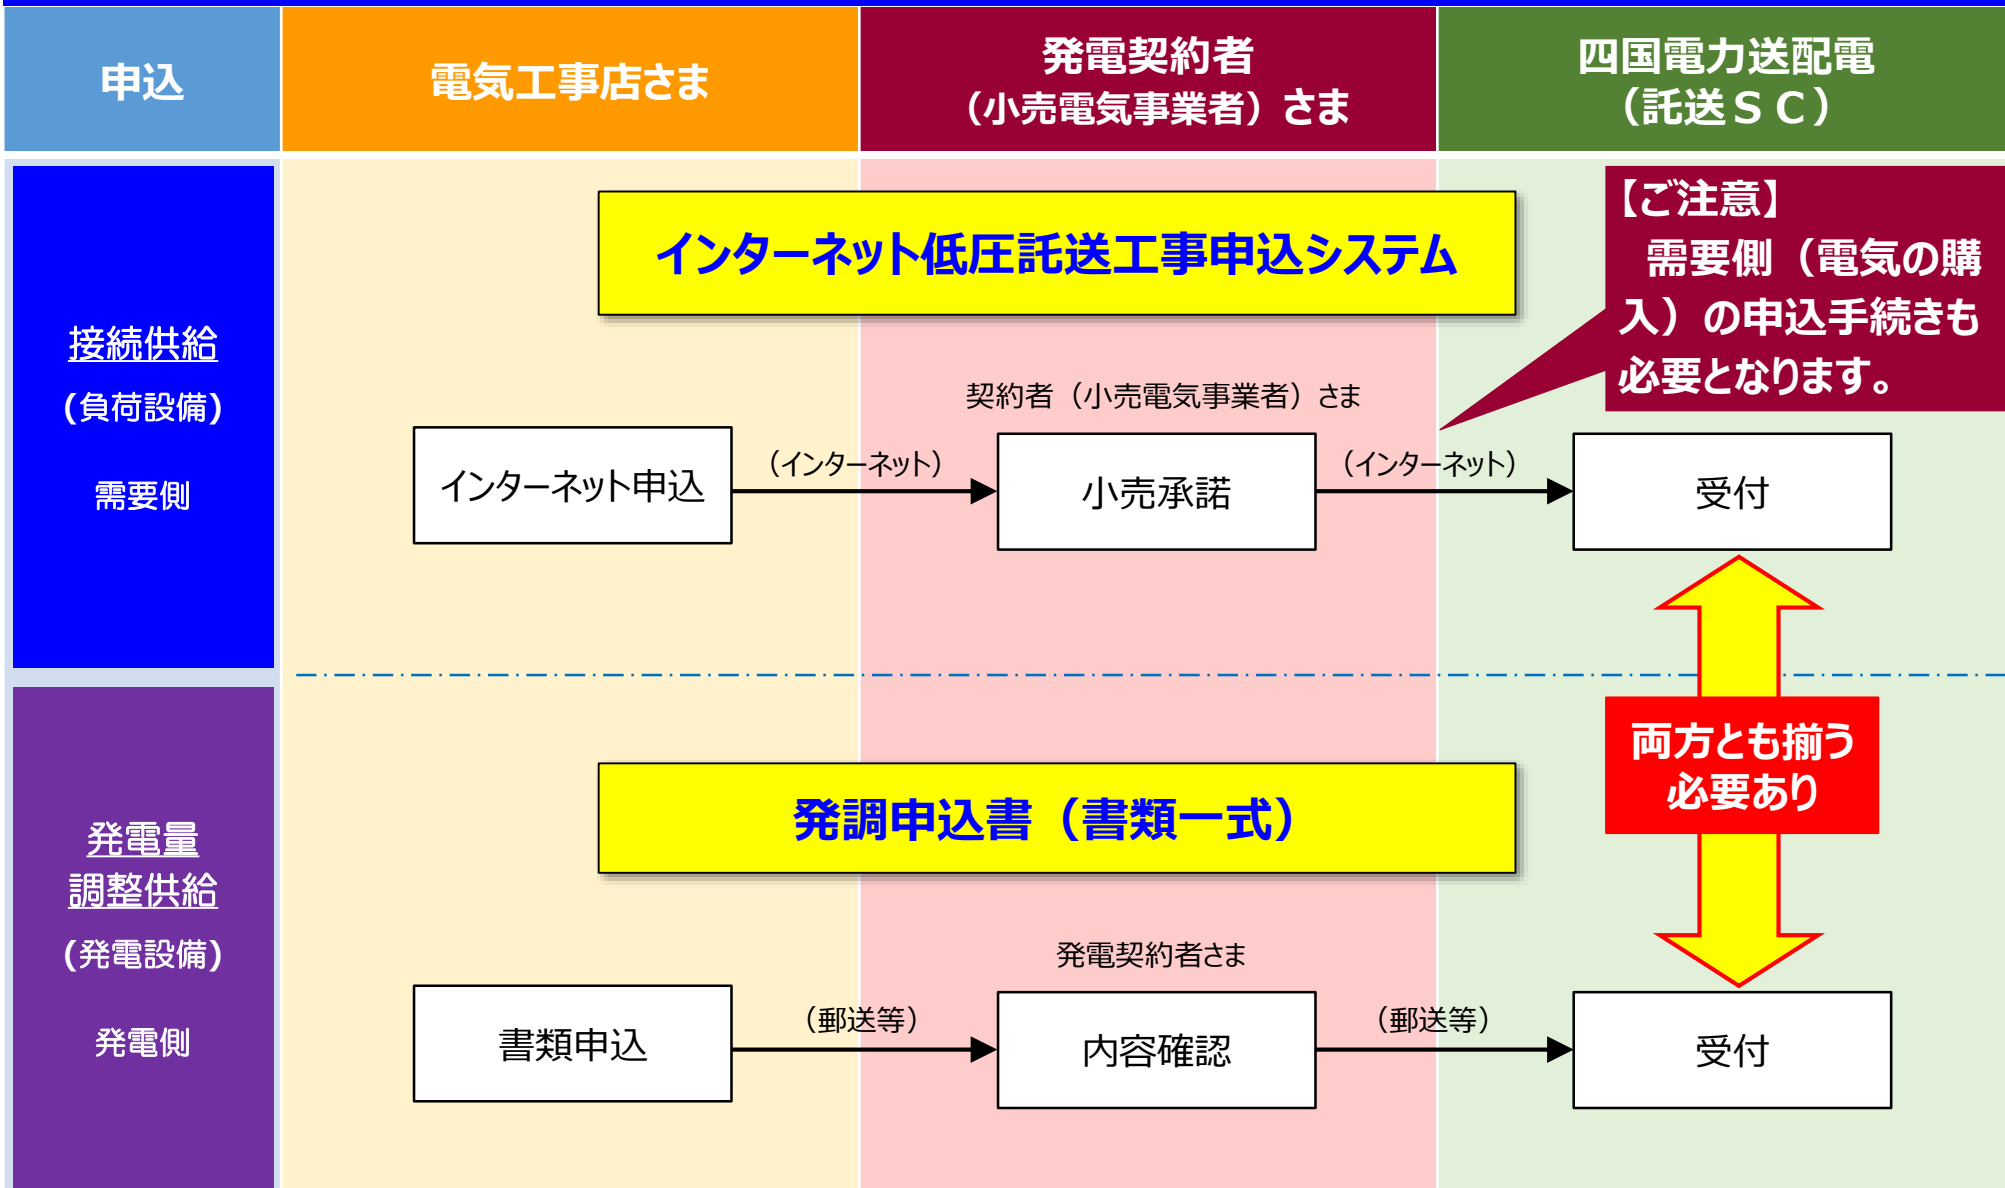 申込
電気工事店さま
発電契約者
（小売電気事業者）さま
四国電力送配電
（託送ＳＣ）
接続供給
(負荷設備)
需要側
インターネット低圧託送工事申込システム
【ご注意】
需要側（電気の購
入）の申込手続きも
必要となります。
契約者（小売電気事業者）さま
インターネット申込
（インターネット）
小売承諾
（インターネット）
受付
両方とも揃う
必要あり
発電量
調整供給
(発電設備)
発電側
発調申込書（書類一式）
発電契約者さま
書類申込
（郵送等）
内容確認
（郵送等）
受付